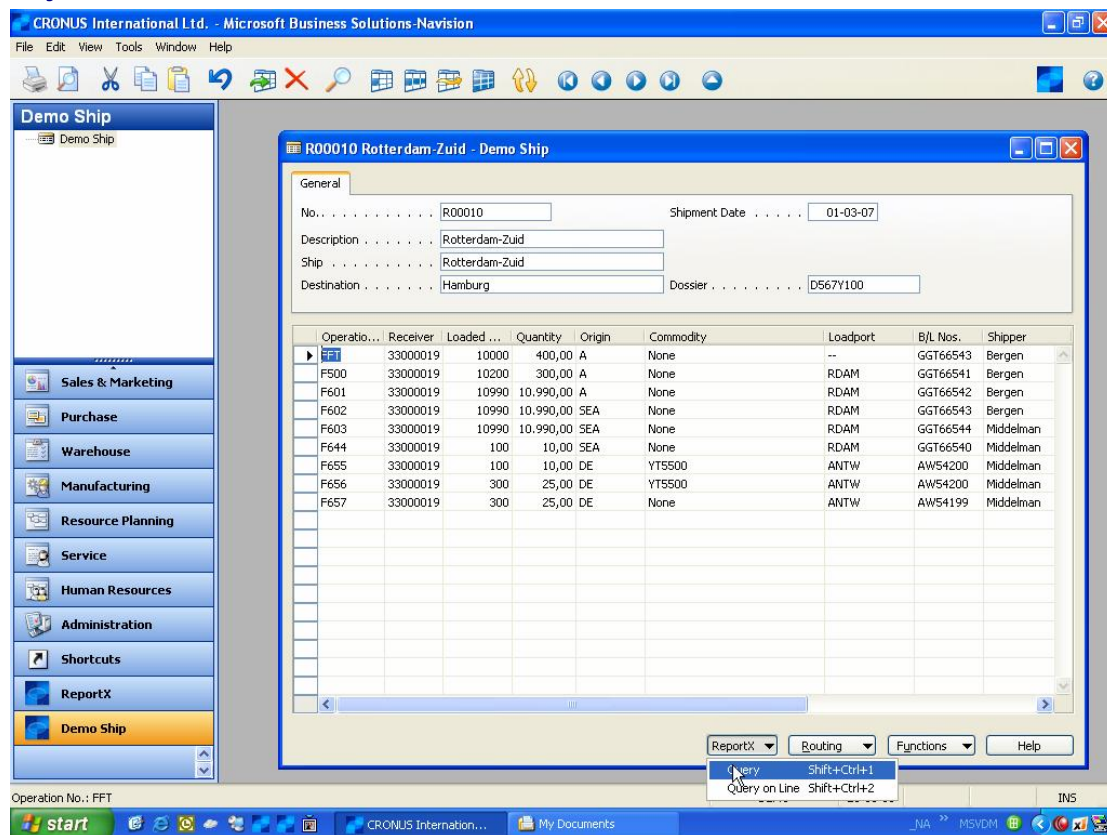 CRONUS International Ltd. - Microsoft Business Solutions-Navision
File Edit View Tools Window Help
Demo Ship
Demo Ship
Sales & Marketing
Purchase
Warehouse
Manufacturing
Resource Planning
Service
Human Resources
Administration
Shortcuts
ReportX
Demo Ship
R00010 Rotterdam-Zuid - Demo Ship
General
No.. . . . . . . . . . . . R00010 Shipment Date . . . . . 01-03-07
Description . . . . . . . Rotterdam-Zuid
Ship . . . . . . . . . . . Rotterdam-Zuid
Destination . . . . . . . Hamburg Dossier . . . . . . . . . D567Y100
Operatio... Receiver Loaded ... Quantity Origin Commodity Loadport B/L Nos. Shipper
FFT 33000019 10000 400,00 A None -- GGT66543 Bergen
F500 33000019 10200 300,00 A None RDAM GGT66541 Bergen
F601 33000019 10990 10.990,00 A None RDAM GGT66542 Bergen
F602 33000019 10990 10.990,00 SEA None RDAM GGT66543 Bergen
F603 33000019 10990 10.990,00 SEA None RDAM GGT66544 Middelman
F644 33000019 100 10,00 SEA None RDAM GGT66540 Middelman
F655 33000019 100 10,00 DE YT5500 ANTW AW54200 Middelman
F656 33000019 300 25,00 DE YT5500 ANTW AW54200 Middelman
F657 33000019 300 25,00 DE None ANTW AW54199 Middelman
ReportX Routing Functions Help
Query Shift+Ctrl+1
Query on Line Shift+Ctrl+2
Operation No.: FFT INS
start CRONUS Internation... My Documents _NA » MSVDM